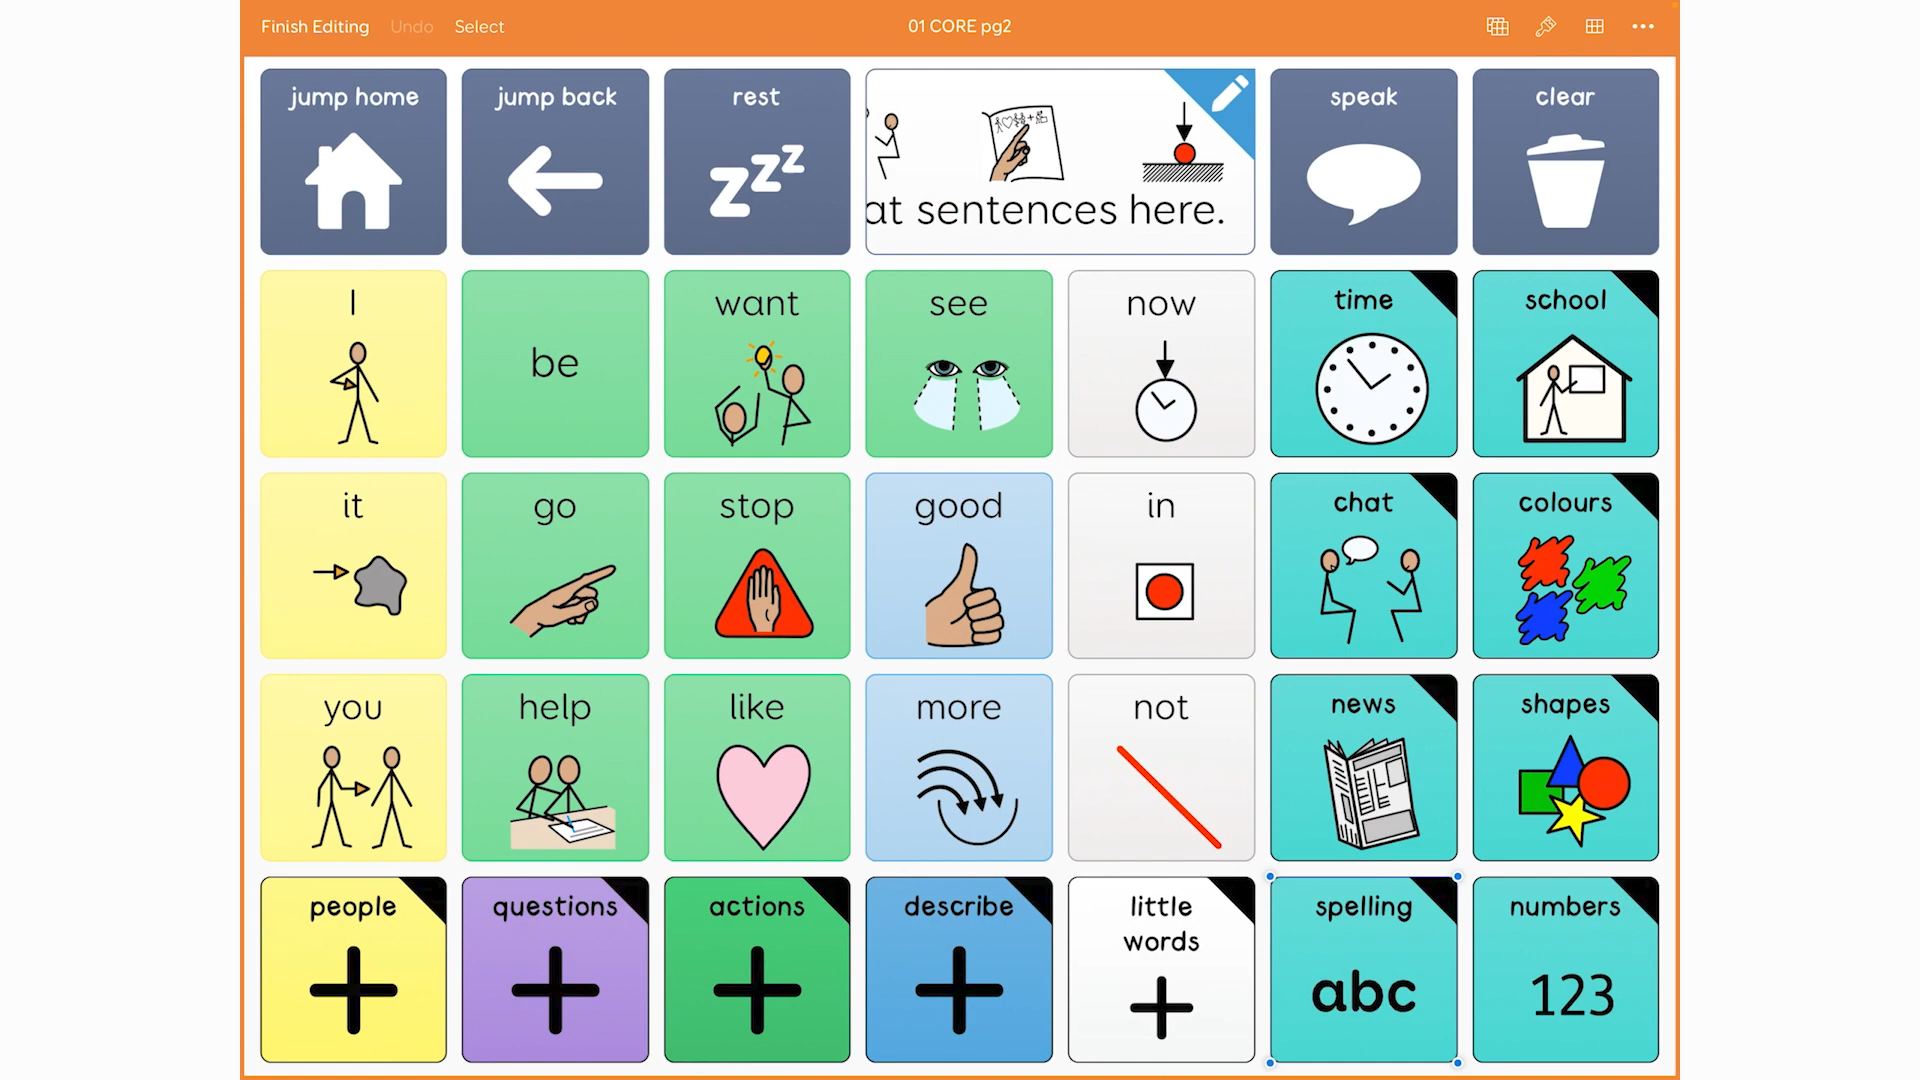 Finish Editing Undo Select 01 CORE pg2
jump home jump back rest speak clear
at sentences here.
I be want see now time school
it go stop good in chat colours
you help like more not news shapes
people questions actions describe little words spelling numbers
abc 123